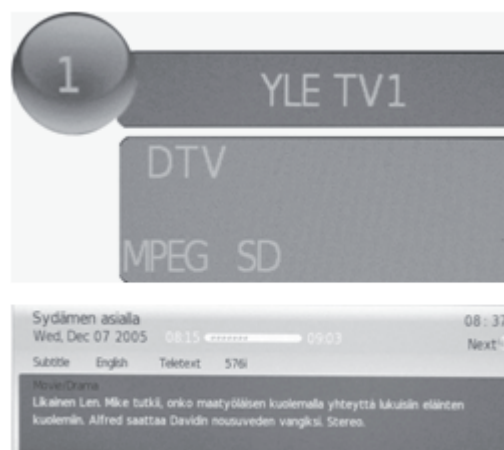 1
YLE TV1
DTV
MPEG SD
Sydämen asialla
08:37
Wed, Dec 07 2005 08:15 09:03
Next
Subtitle English Teletext 576i
Movie/Drama
Likainen Len. Mike tutkii, onko maatyöläisen kuolemalla yhteyttä lukuisiin eläinten
kuolemiin. Alfred saattaa Davidin nousuveden vangiksi. Stereo.